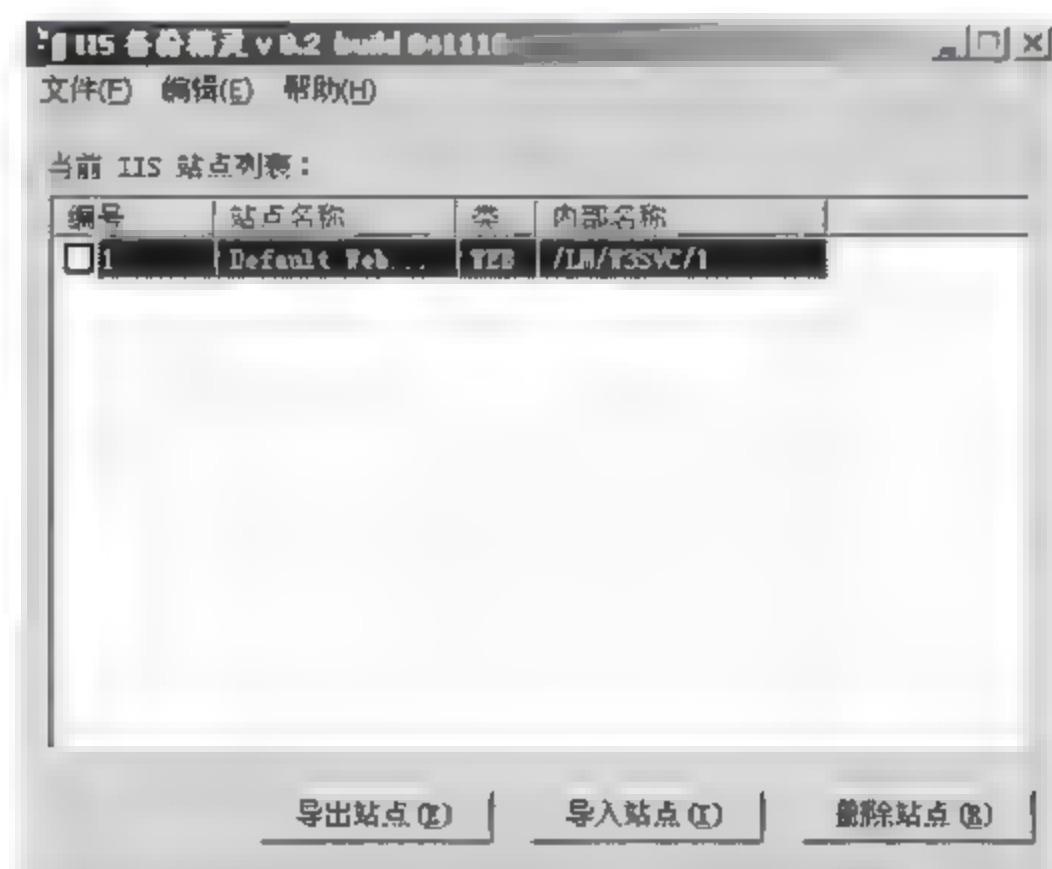 IIS 备份精灵 v 0.2 build 041110
文件(F) 编辑(E) 帮助(H)
当前 IIS 站点列表：
编号 站点名称 类 内部名称
1 Default Web... WEB /LM/W3SVC/1
导出站点(E) 导入站点(I) 删除站点(R)